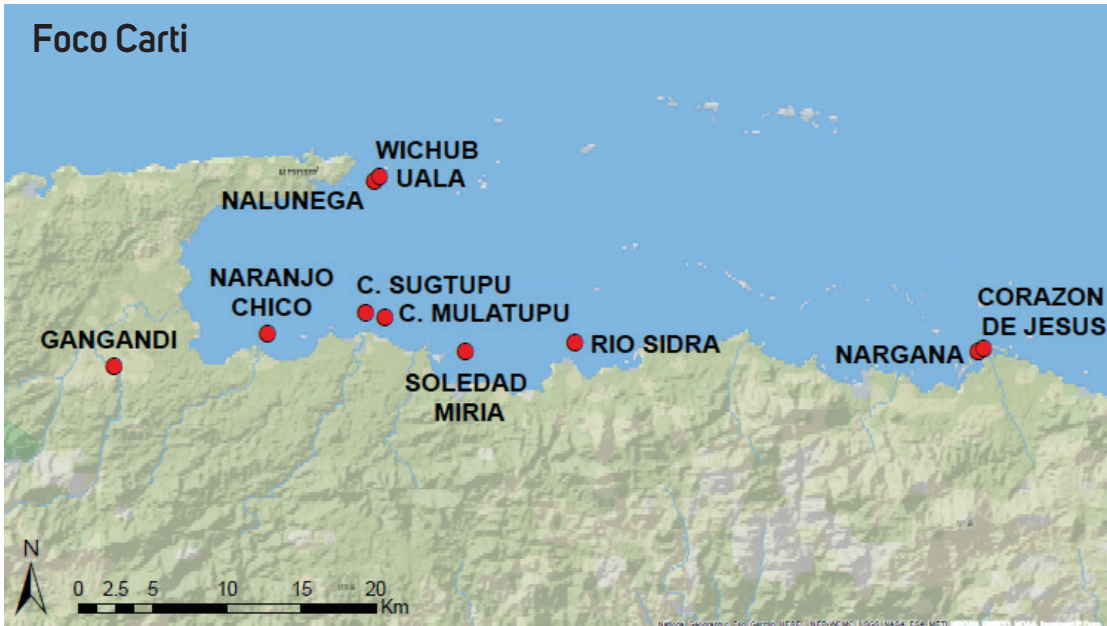 Foco Carti
WICHUB
UALA
NALUNEGA
NARANJO
CHICO
C. SUGTUPU
C. MULATUPU
CORAZON
DE JESUS
GANGANDI
RIO SIDRA
NARGANA
SOLEDAD
MIRIA
N
0 2.5 5 10 15 20
Km